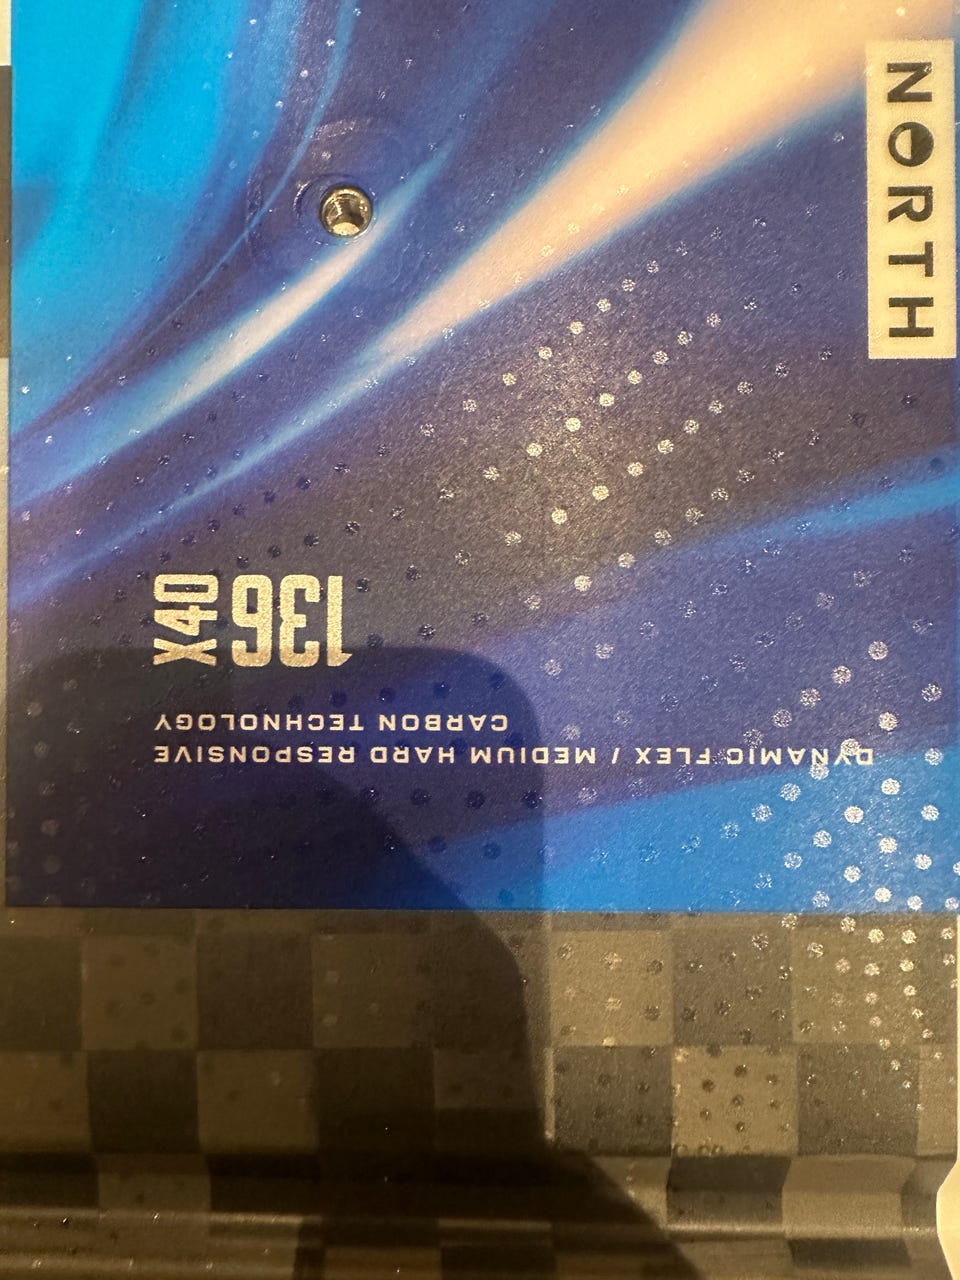 DYNAMIC FLEX / MEDIUM HARD RESPONSIVE
CARBON TECHNOLOGY
136
X40
NORTH